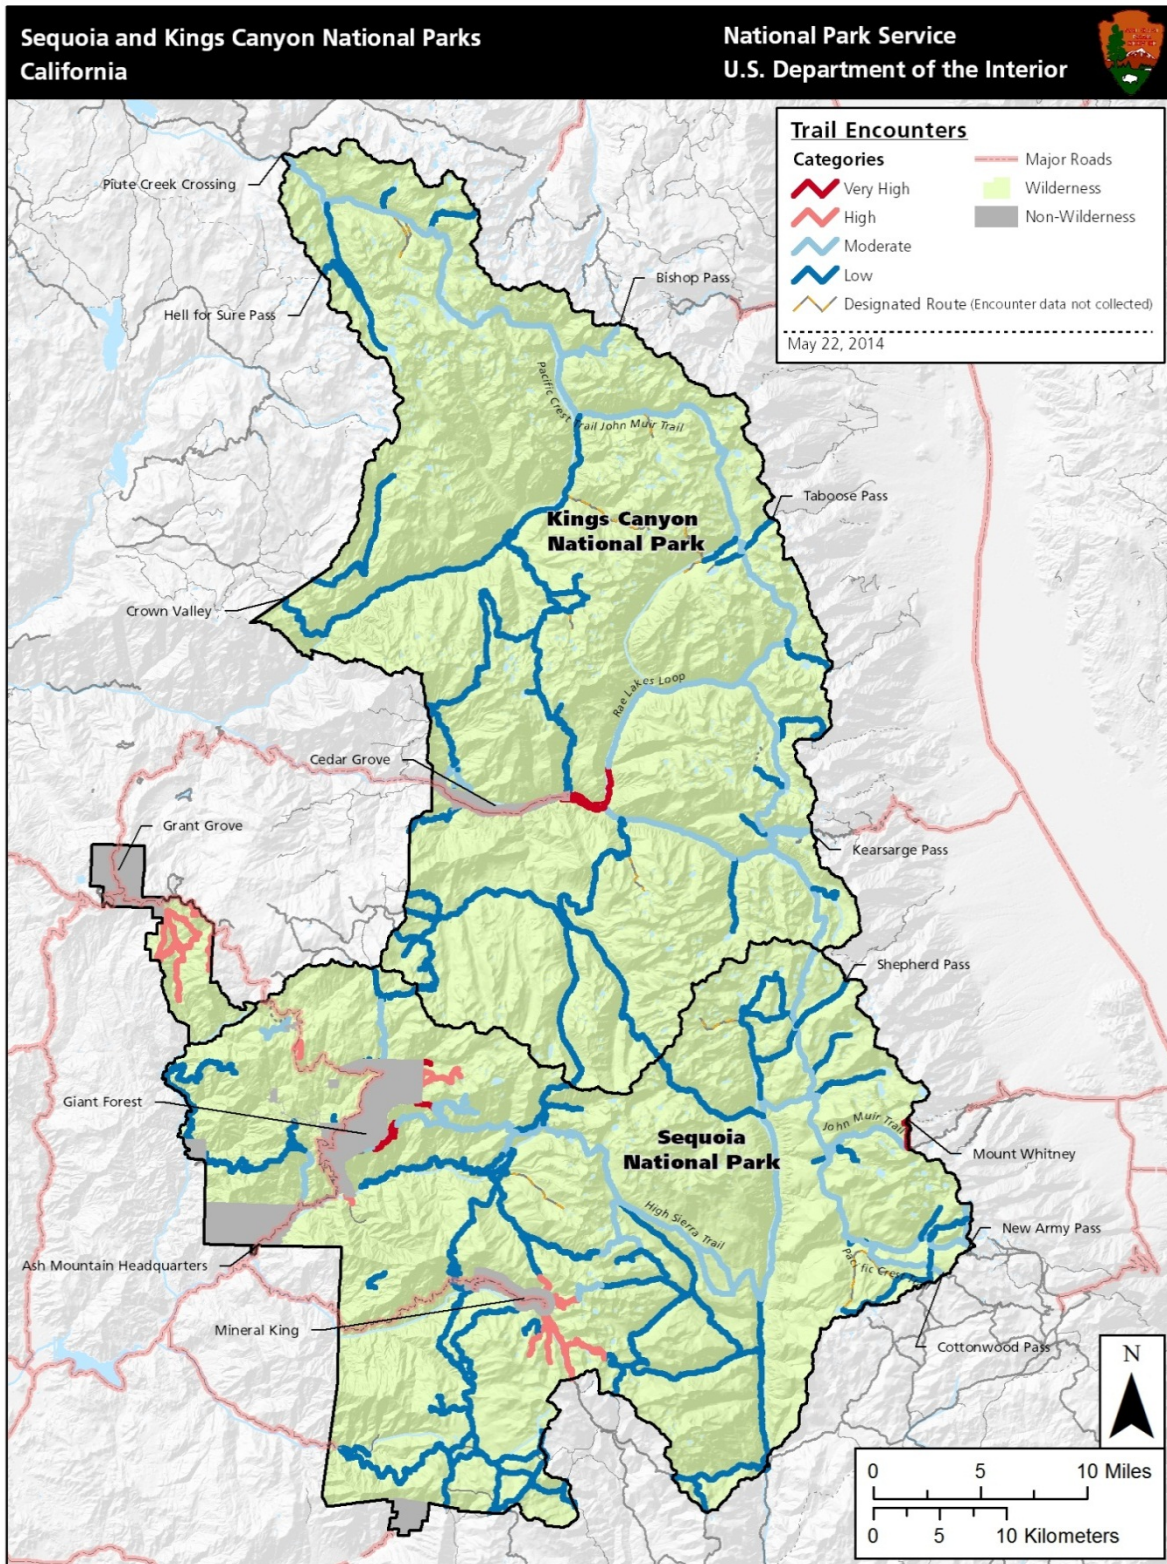 Sequoia and Kings Canyon National Parks
California
National Park Service
U.S. Department of the Interior
Trail Encounters
Categories
Very High
High
Moderate
Low
Designated Route (Encounter data not collected)
Major Roads
Wilderness
Non-Wilderness
May 22, 2014
Piute Creek Crossing
Bishop Pass
Hell for Sure Pass
Pacific Crest Trail John Muir Trail
Taboose Pass
Kings Canyon
National Park
Crown Valley
Rae Lakes Loop
Cedar Grove
Grant Grove
Kearsarge Pass
Shepherd Pass
Giant Forest
John Muir Trail
Sequoia
National Park
Mount Whitney
High Sierra Trail
New Army Pass
Pacific Crest
Ash Mountain Headquarters
Mineral King
Cottonwood Pass
N
0 5 10 Miles
0 5 10 Kilometers